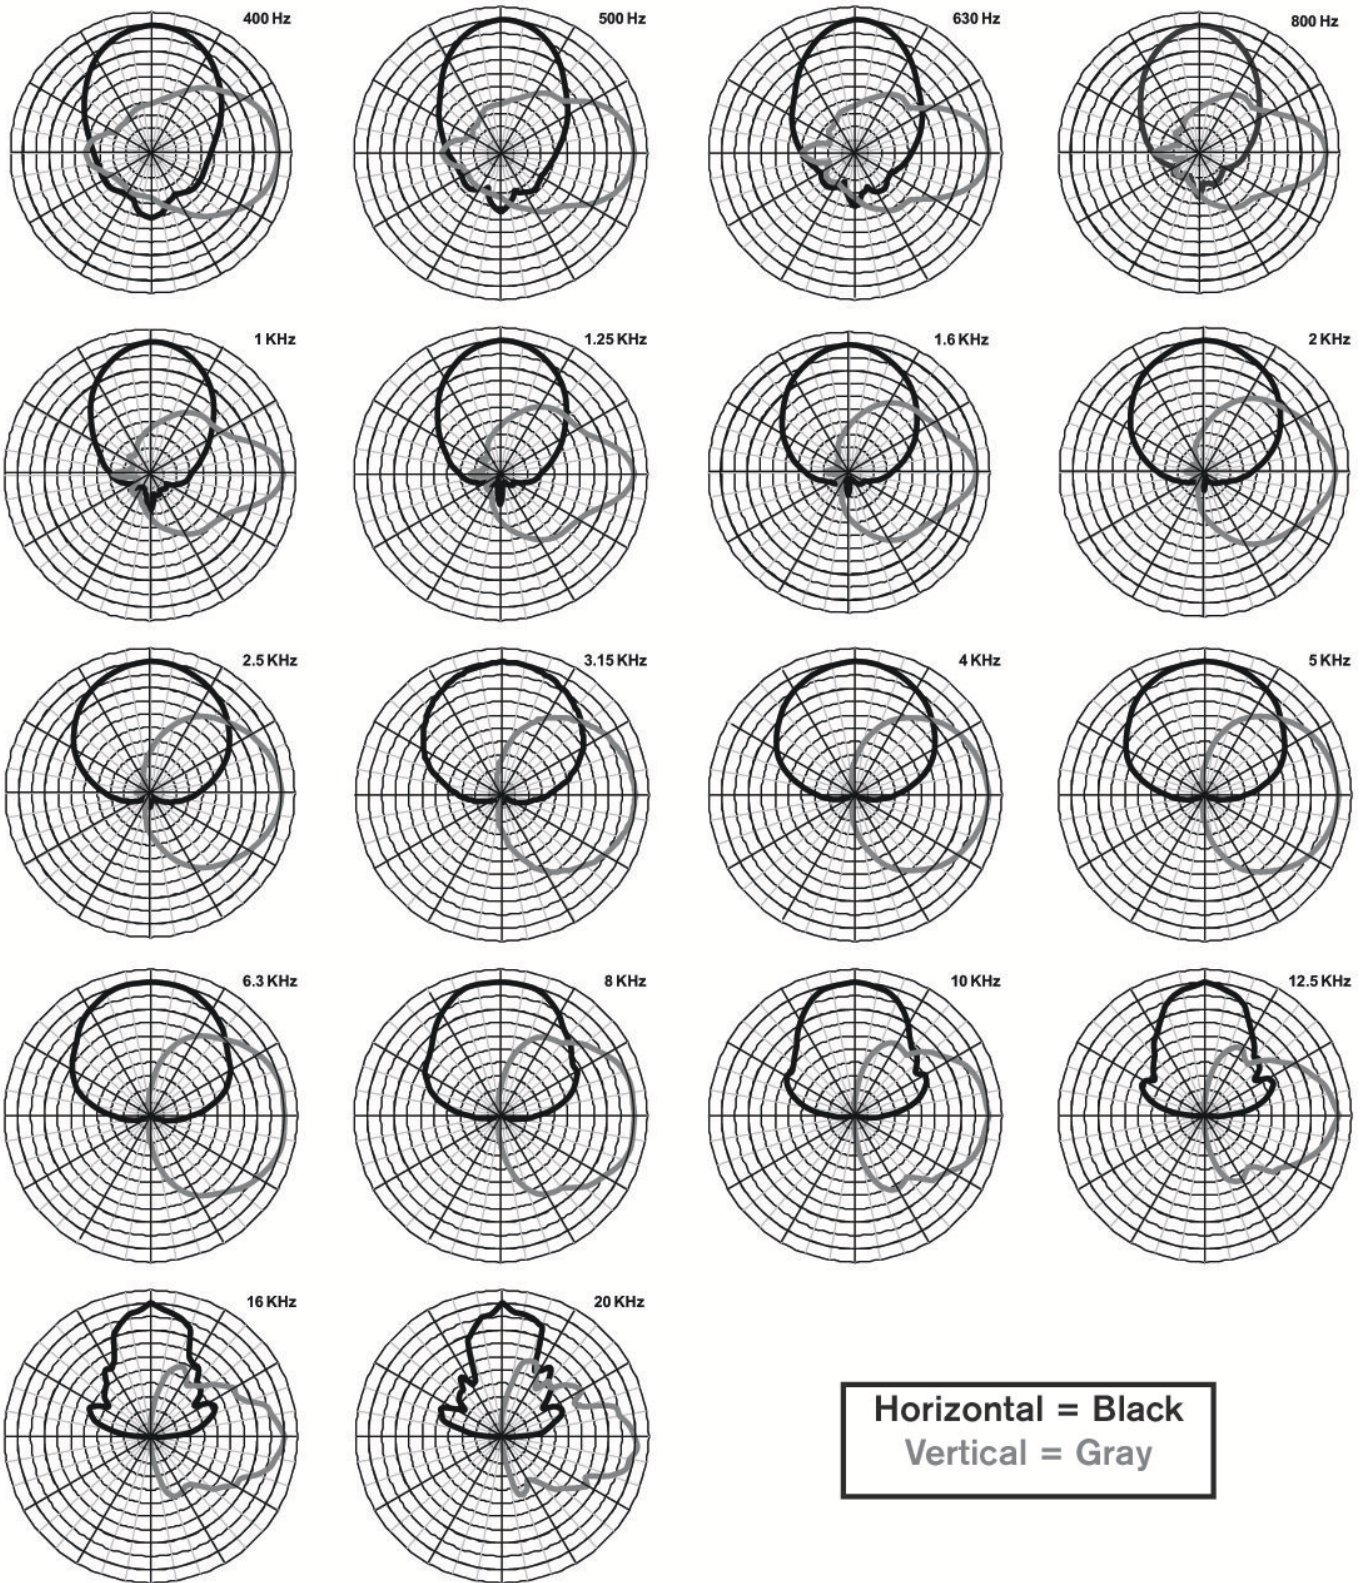 400 Hz
500 Hz
630 Hz
800 Hz
1 KHz
1.25 KHz
1.6 KHz
2 KHz
2.5 KHz
3.15 KHz
4 KHz
5 KHz
6.3 KHz
8 KHz
10 KHz
12.5 KHz
16 KHz
20 KHz
Horizontal = Black
Vertical = Gray